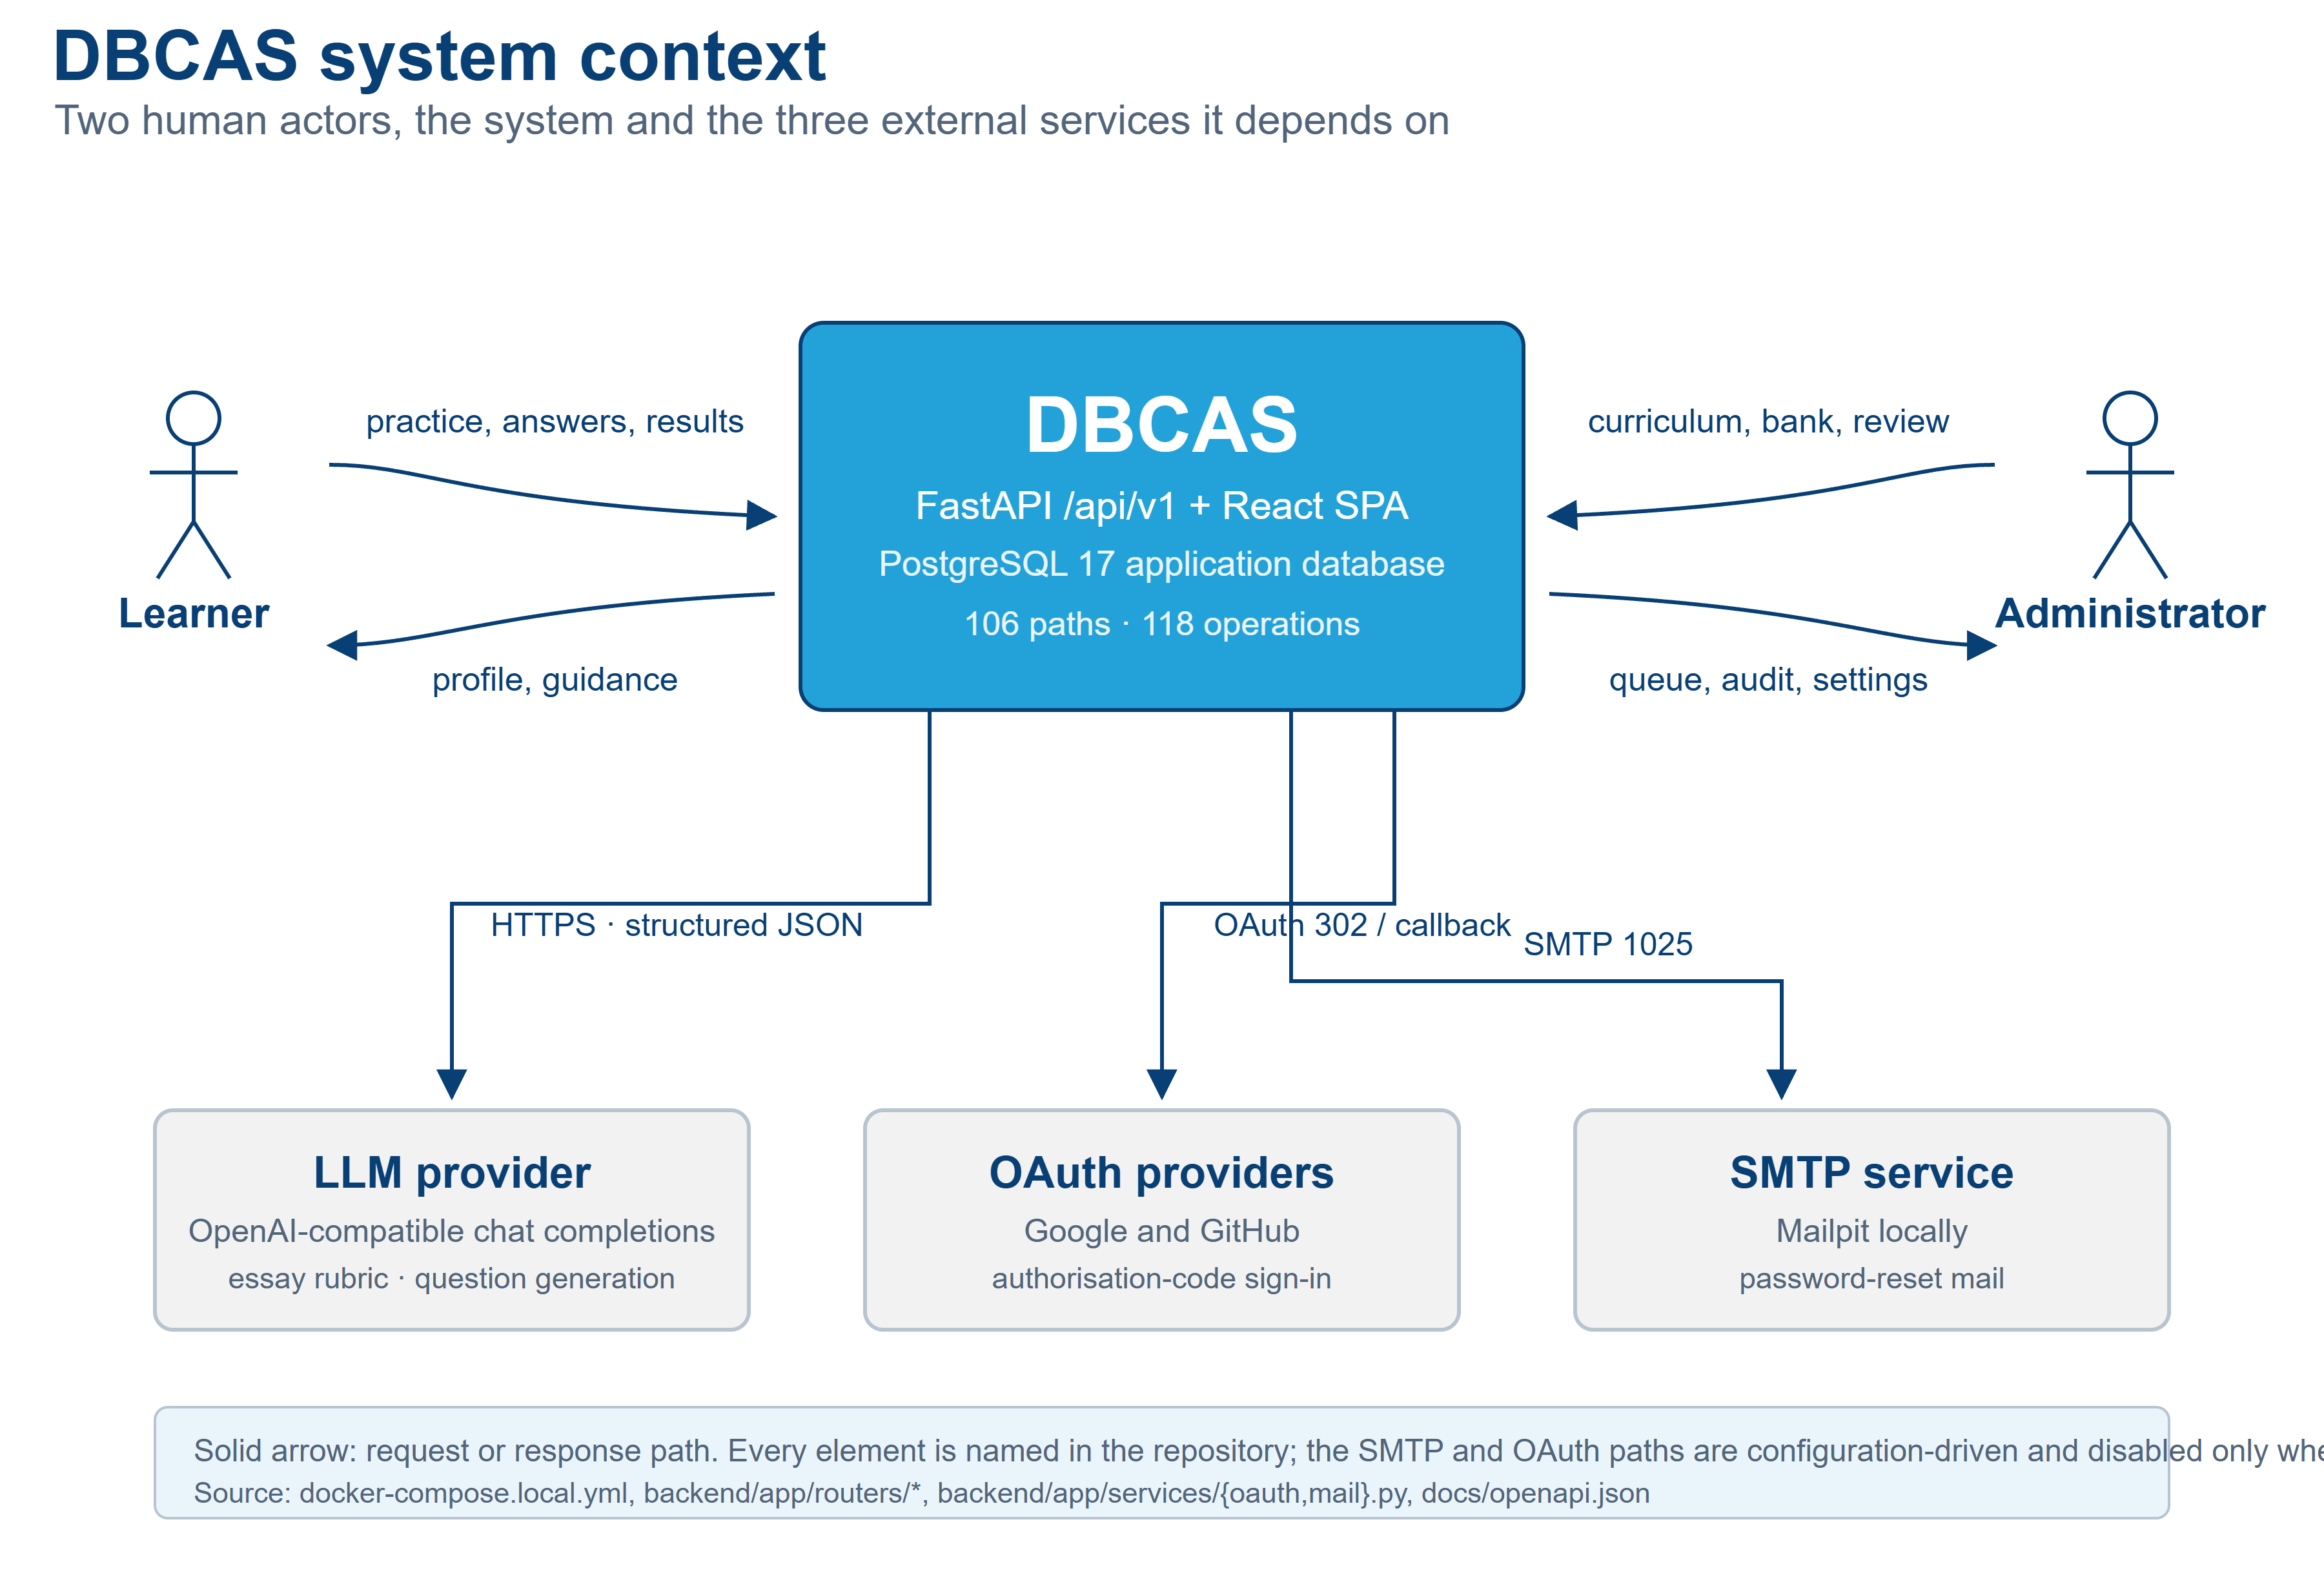 DBCAS system context
Two human actors, the system and the three external services it depends on
practice, answers, results
DBCAS
FastAPI /api/v1 + React SPA
PostgreSQL 17 application database
106 paths · 118 operations
curriculum, bank, review
Learner
Administrator
profile, guidance
queue, audit, settings
HTTPS · structured JSON
OAuth 302 / callback
SMTP 1025
LLM provider
OpenAI-compatible chat completions
essay rubric · question generation
OAuth providers
Google and GitHub
authorisation-code sign-in
SMTP service
Mailpit locally
password-reset mail
Solid arrow: request or response path. Every element is named in the repository; the SMTP and OAuth paths are configuration-driven and disabled only
Source: docker-compose.local.yml, backend/app/routers/*, backend/app/services/{oauth,mail}.py, docs/openapi.json